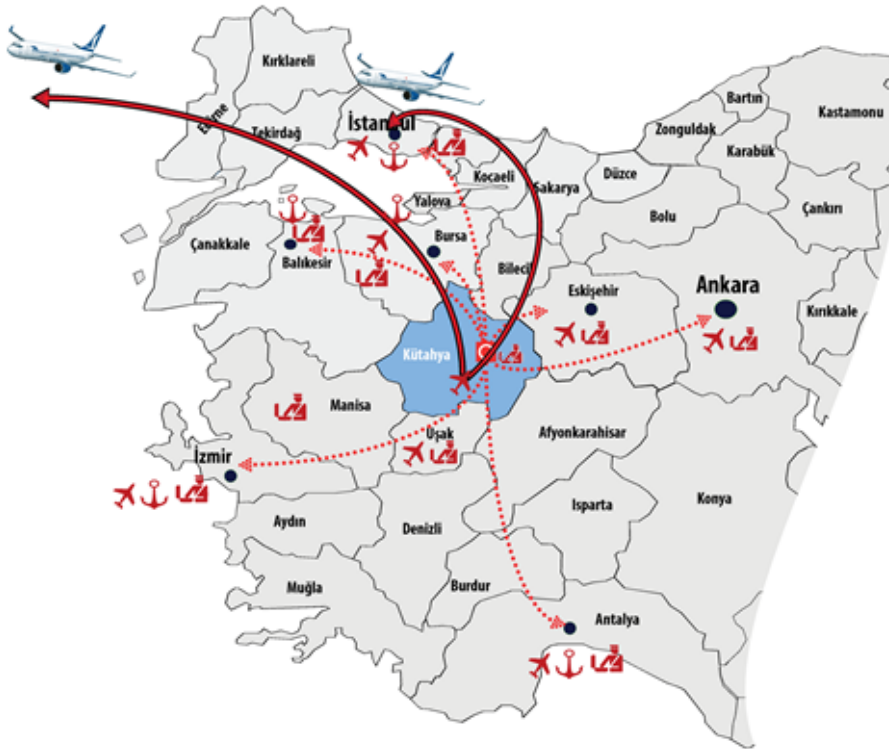 Kırklareli
Edirne
Tekirdağ
İstanbul
Kocaeli
Yalova
Sakarya
Düzce
Zonguldak
Bartın
Karabük
Kastamonu
Çankırı
Bolu
Çanakkale
Balıkesir
Bursa
Bilecik
Eskişehir
Ankara
Kırıkkale
Kütahya
Manisa
Uşak
Afyonkarahisar
İzmir
Aydın
Denizli
Isparta
Konya
Muğla
Burdur
Antalya